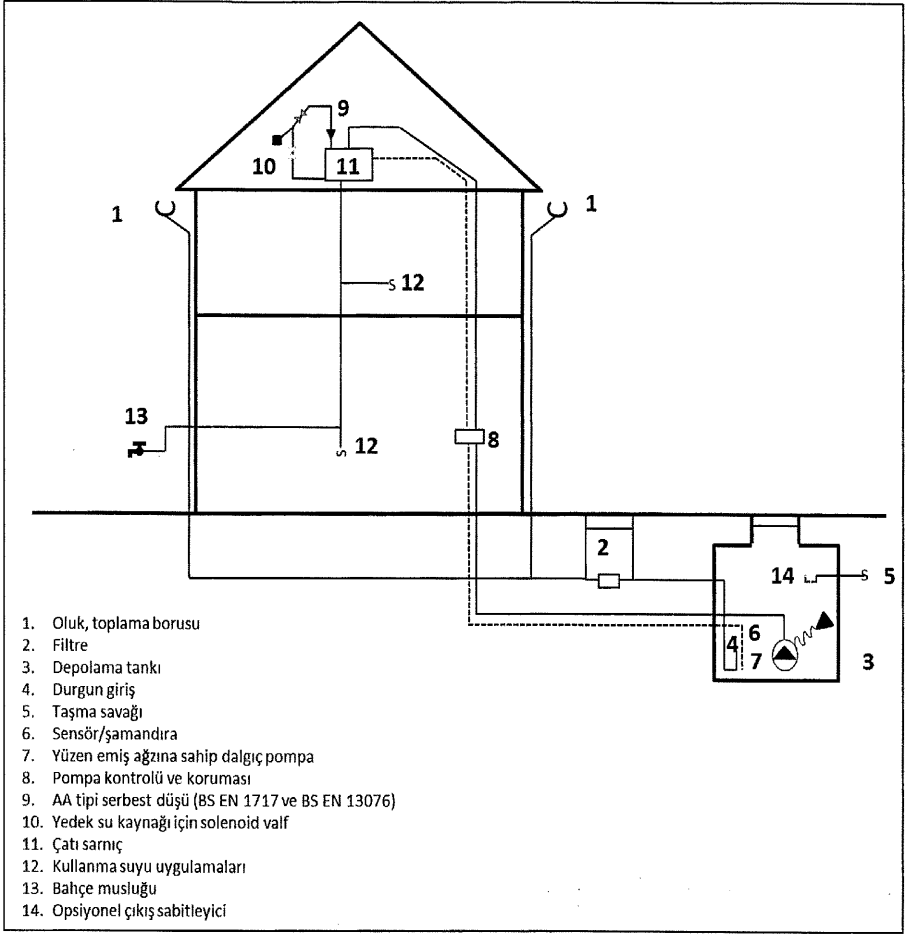 9
10
11
1
1
12
13
12
8
2
14
5
4
6
7
3
1. Oluk, toplama borusu
2. Filtre
3. Depolama tankı
4. Durgun giriş
5. Taşma savağı
6. Sensör/şamandıra
7. Yüzen emiş ağzına sahip dalgıç pompa
8. Pompa kontrolü ve koruması
9. AA tipi serbest düşü (BS EN 1717 ve BS EN 13076)
10. Yedek su kaynağı için solenoid valf
11. Çatı sarnıç
12. Kullanma suyu uygulamaları
13. Bahçe musluğu
14. Opsiyonel çıkış sabitleyici